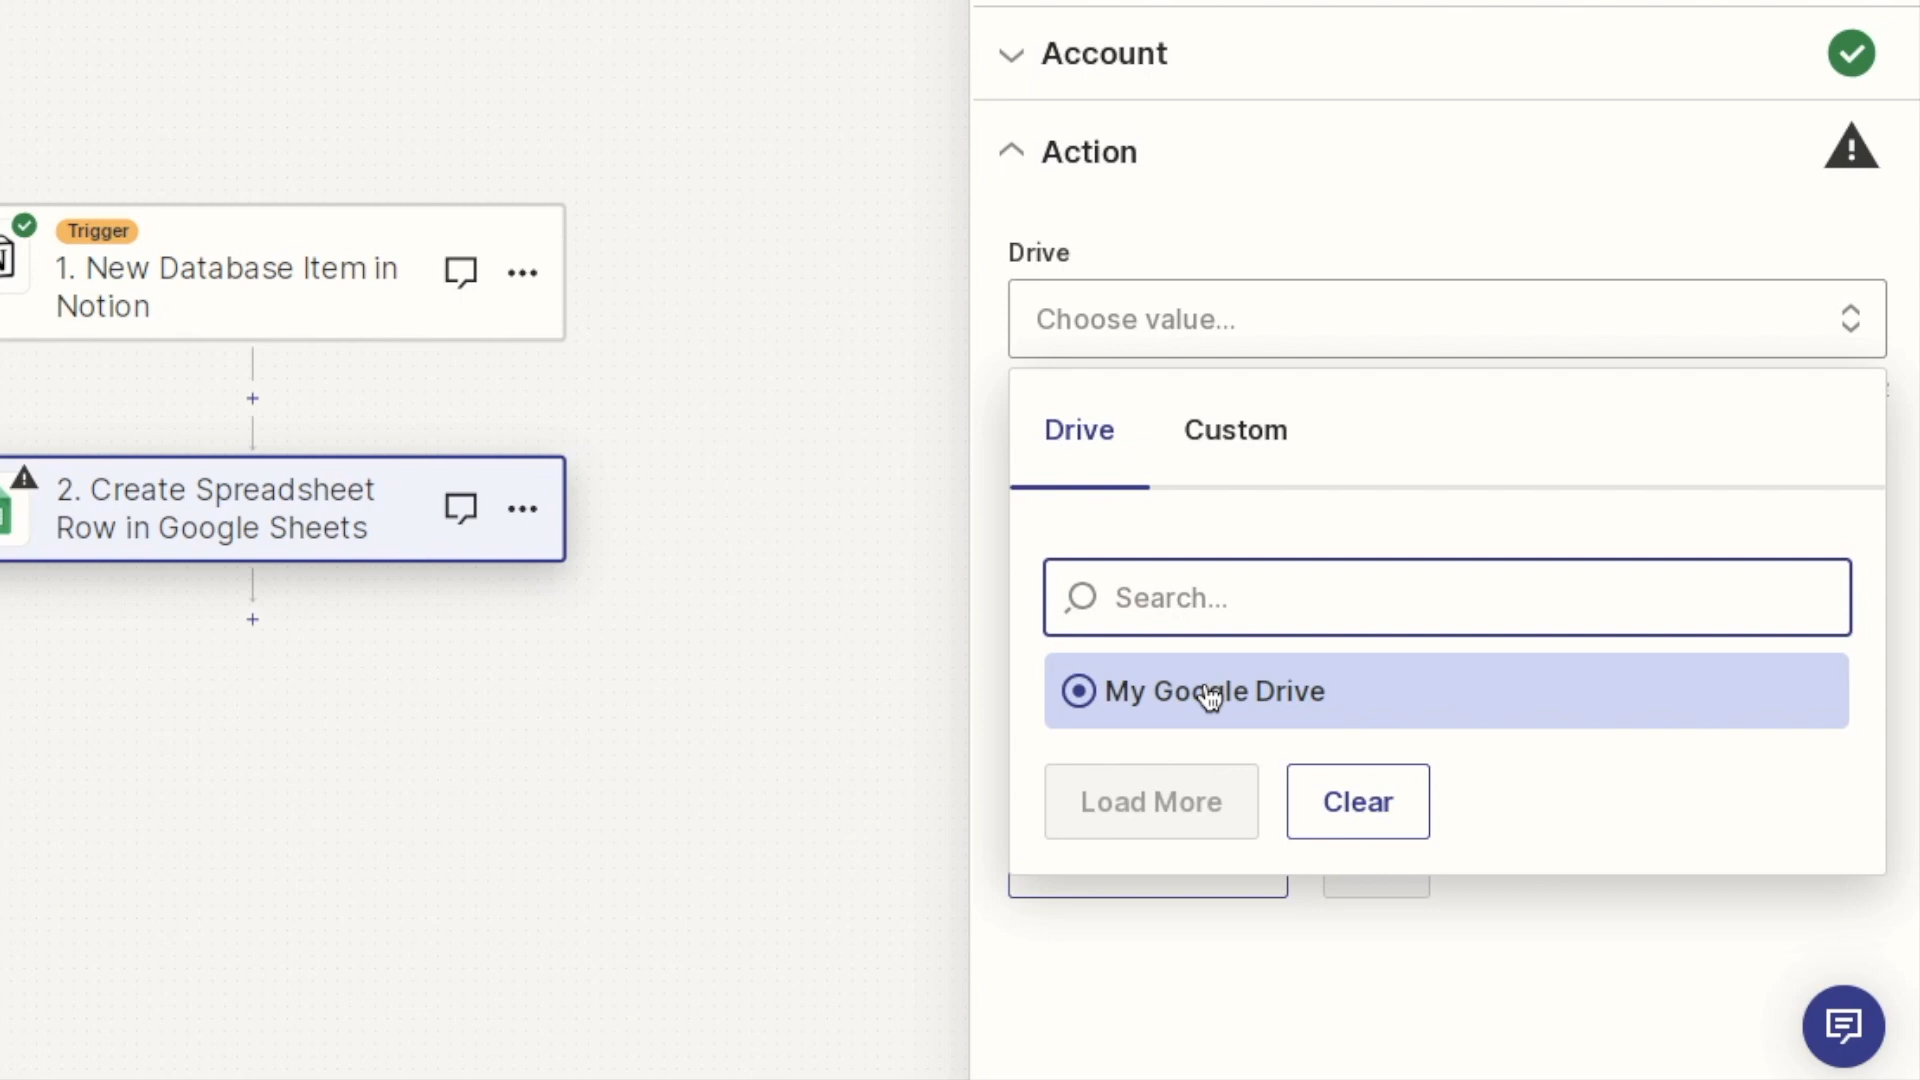 Account
Action
Drive
Choose value...
Drive
Custom
Search...
My Google Drive
Load More
Clear
Trigger
1. New Database Item in
Notion
2. Create Spreadsheet
Row in Google Sheets